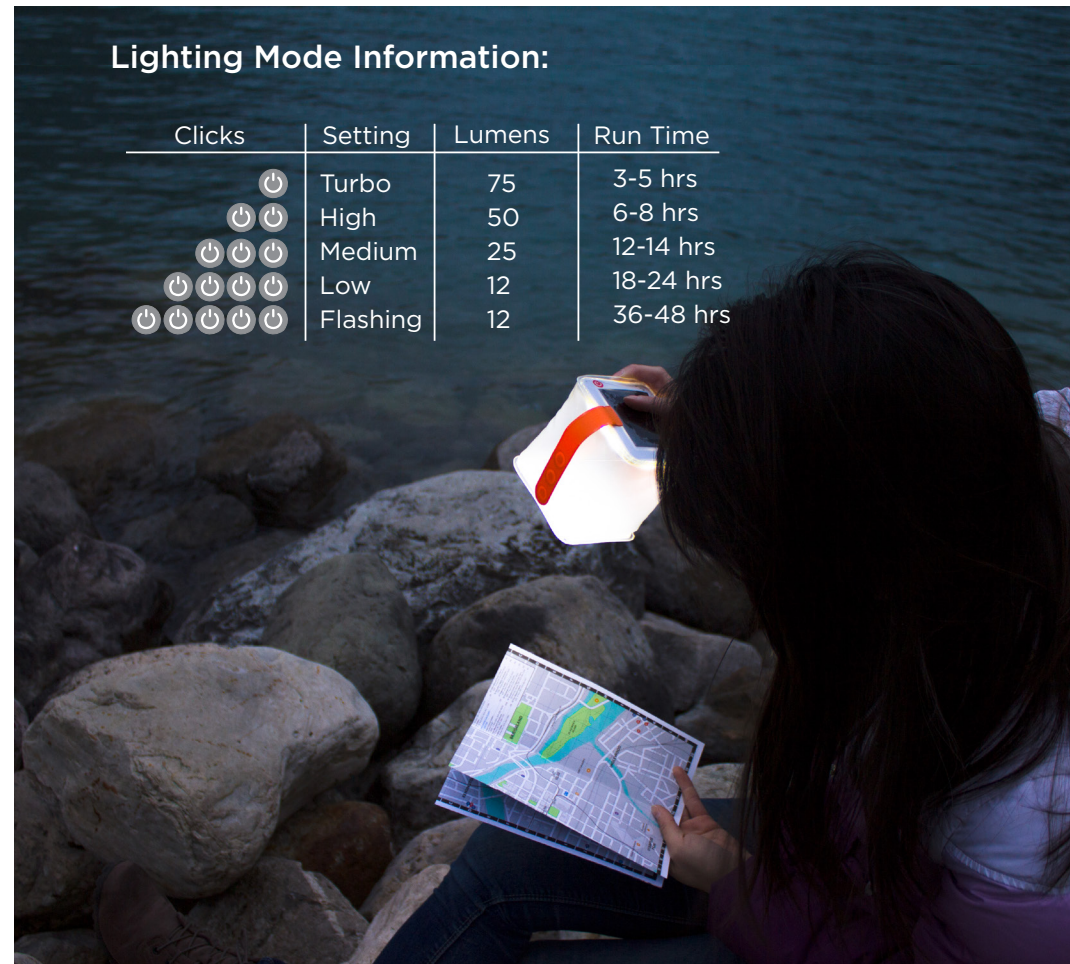 Lighting Mode Information:
Clicks Setting Lumens Run Time
Turbo 75 3-5 hrs
High 50 6-8 hrs
Medium 25 12-14 hrs
Low 12 18-24 hrs
Flashing 12 36-48 hrs